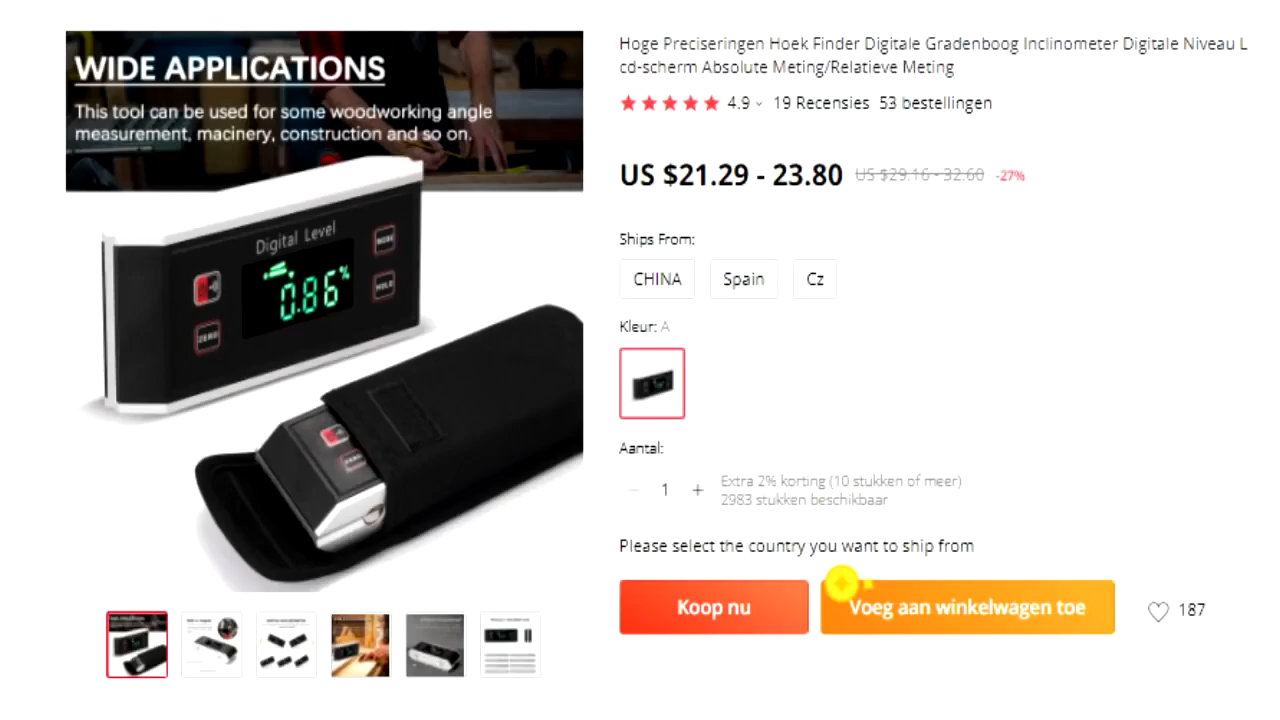 WIDE APPLICATIONS
This tool can be used for some woodworking angle
measurement, macinery, construction and so on.
Digital Level
0.86%
MODE
HOLD
ZERO
ZERO
Hoge Preciseringen Hoek Finder Digitale Gradenboog Inclinometer Digitale Niveau L
cd-scherm Absolute Meting/Relatieve Meting
4.9 19 Recensies 53 bestellingen
US $21.29 - 23.80 US $29.16 - 32.60 -27%
Ships From:
CHINA Spain Cz
Kleur: A
Aantal:
1
Extra 2% korting (10 stukken of meer)
2983 stukken beschikbaar
Please select the country you want to ship from
Koop nu Voeg aan winkelwagen toe 187